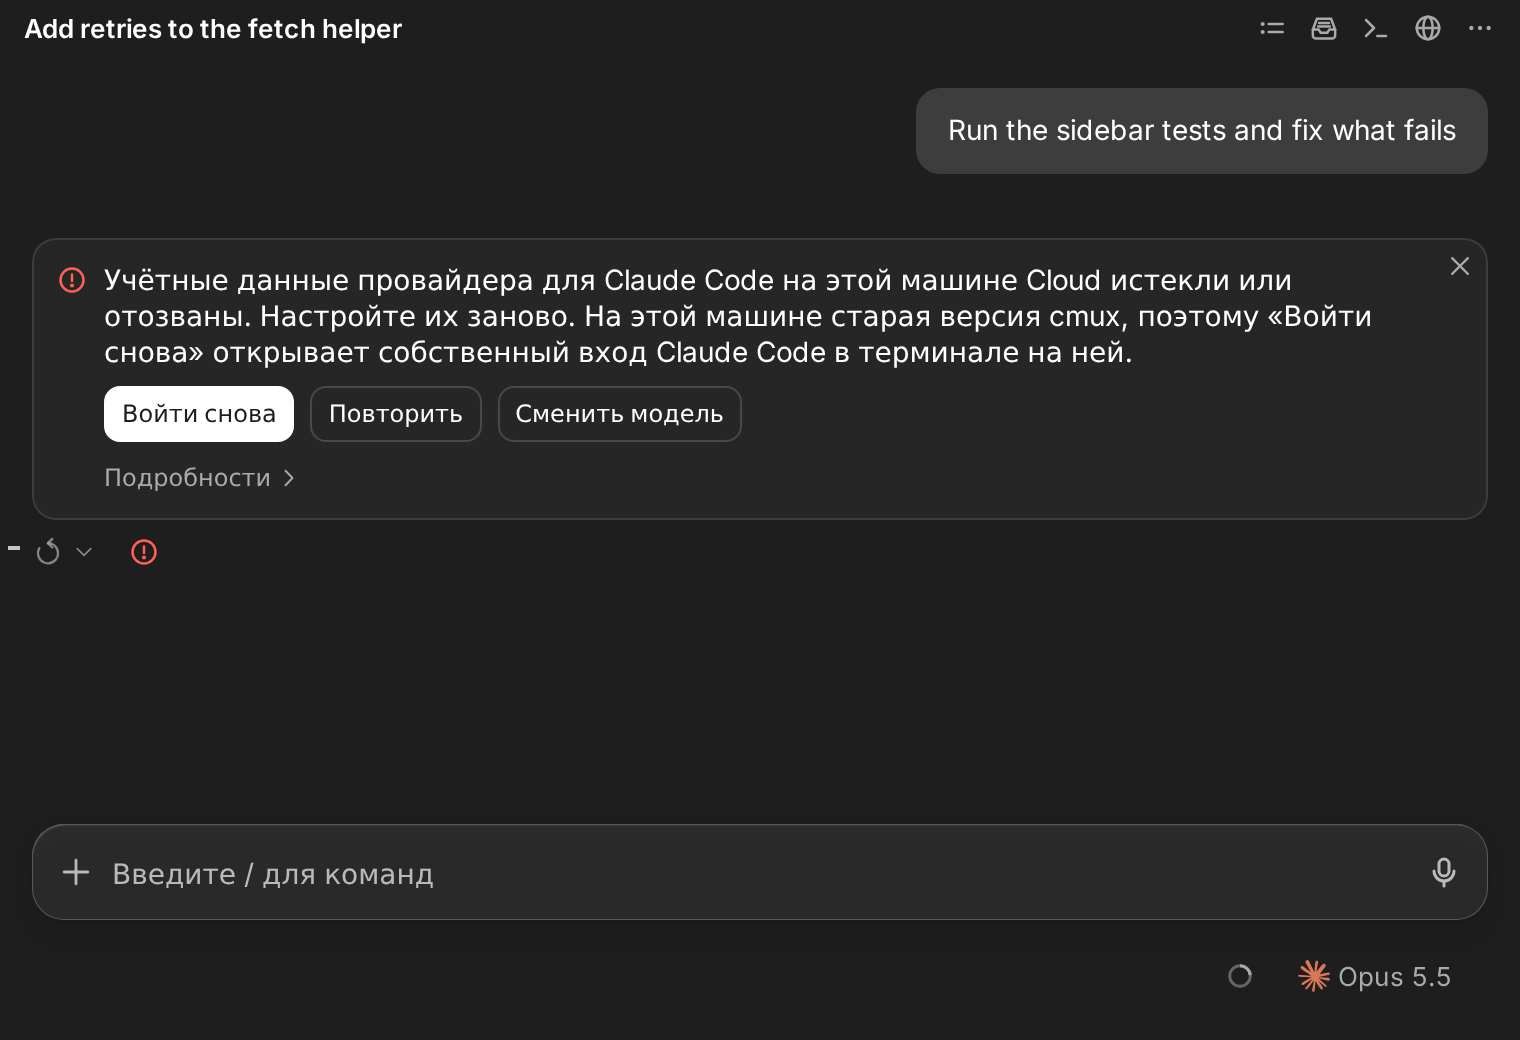 Add retries to the fetch helper
Run the sidebar tests and fix what fails
Учётные данные провайдера для Claude Code на этой машине Cloud истекли или
отозваны. Настройте их заново. На этой машине старая версия cmux, поэтому «Войти
снова» открывает собственный вход Claude Code в терминале на ней.
Войти снова
Повторить
Сменить модель
Подробности
Введите / для команд
Opus 5.5